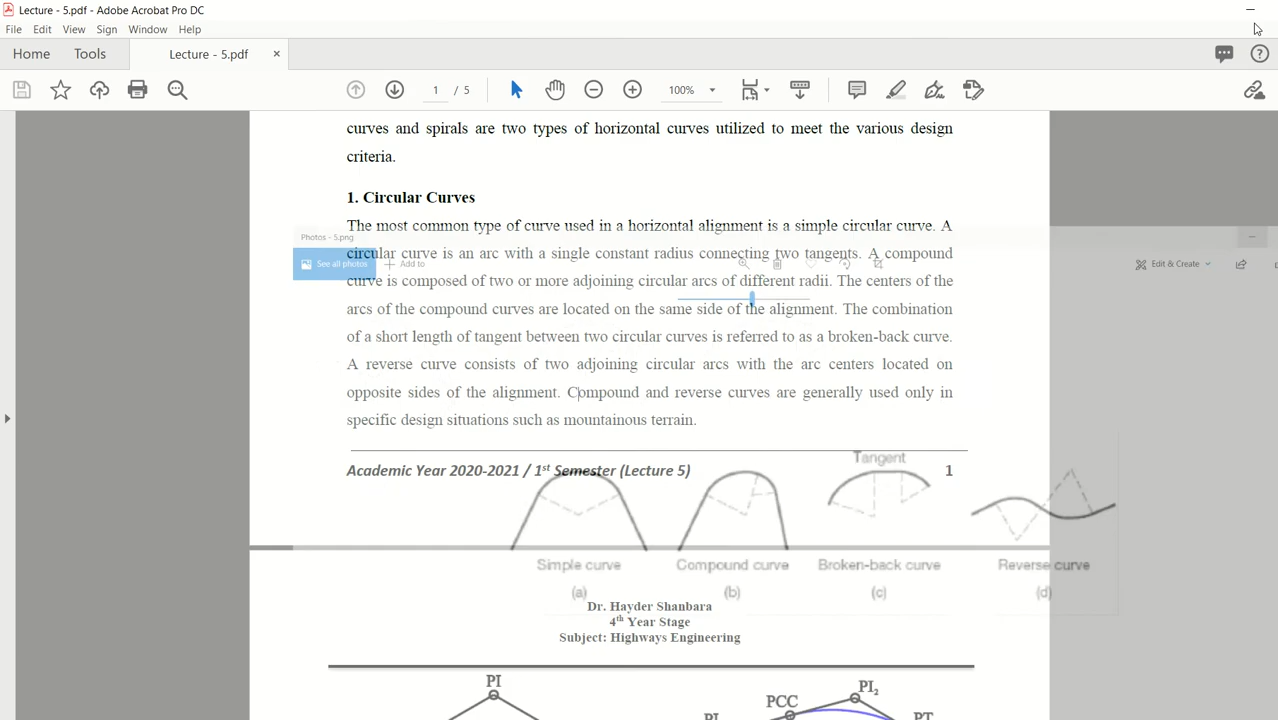 Lecture - 5.pdf - Adobe Acrobat Pro DC
File Edit View Sign Window Help
Home Tools Lecture - 5.pdf ×
1 / 5 100%
curves and spirals are two types of horizontal curves utilized to meet the various design
criteria.
1. Circular Curves
The most common type of curve used in a horizontal alignment is a simple circular curve. A
Photos - 5.png
circular curve is an arc with a single constant radius connecting two tangents. A compound
See all photos + Add to Edit & Create
curve is composed of two or more adjoining circular arcs of different radii. The centers of the
arcs of the compound curves are located on the same side of the alignment. The combination
of a short length of tangent between two circular curves is referred to as a broken-back curve.
A reverse curve consists of two adjoining circular arcs with the arc centers located on
opposite sides of the alignment. Compound and reverse curves are generally used only in
specific design situations such as mountainous terrain.
Tangent
Academic Year 2020-2021 / 1st Semester (Lecture 5) 1
Simple curve Compound curve Broken-back curve Reverse curve
(a) (b) (c) (d)
Dr. Hayder Shanbara
4th Year Stage
Subject: Highways Engineering
PI PI2
PCC
PT